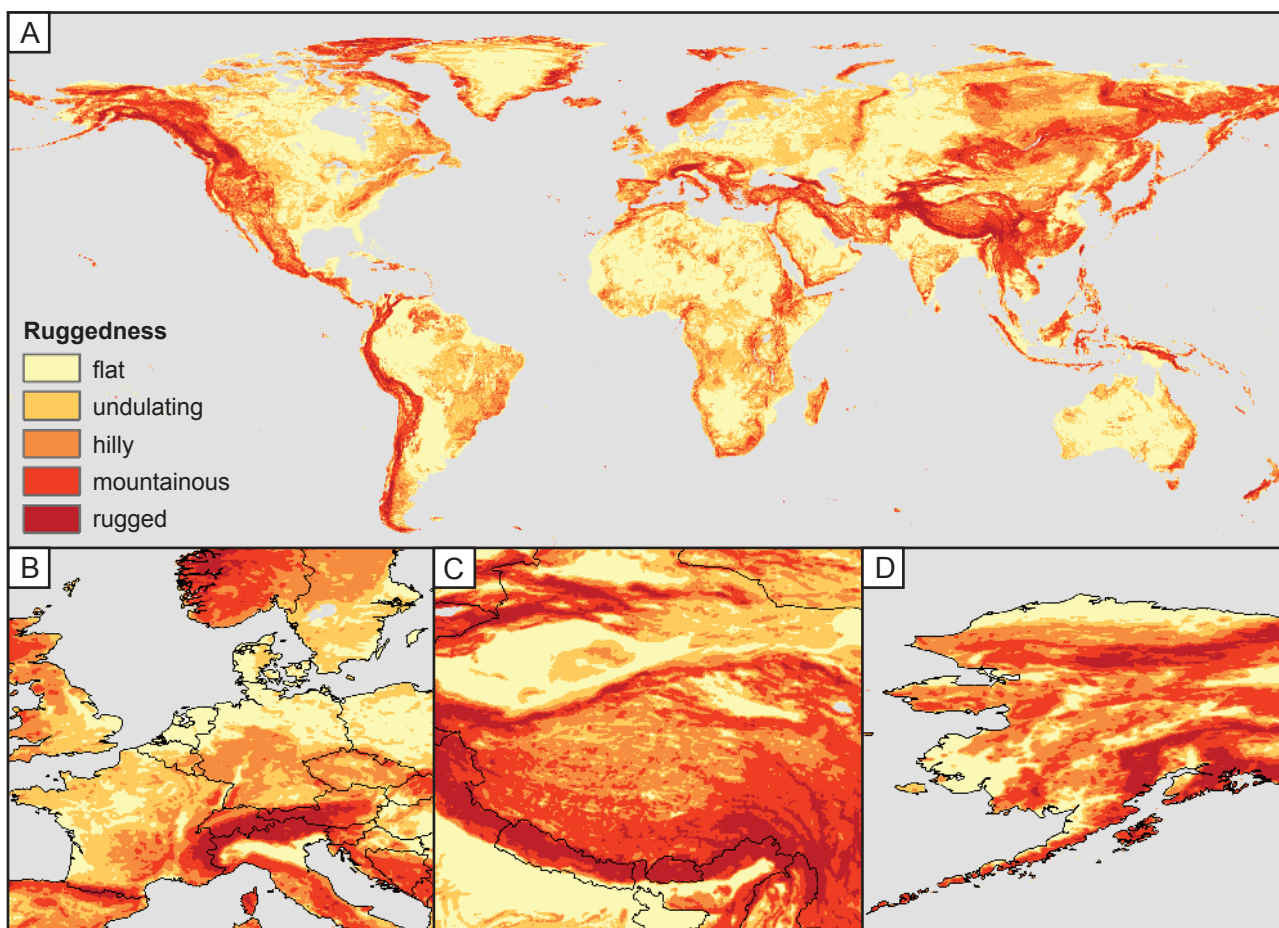 A
Ruggedness
flat
undulating
hilly
mountainous
rugged
B
C
D